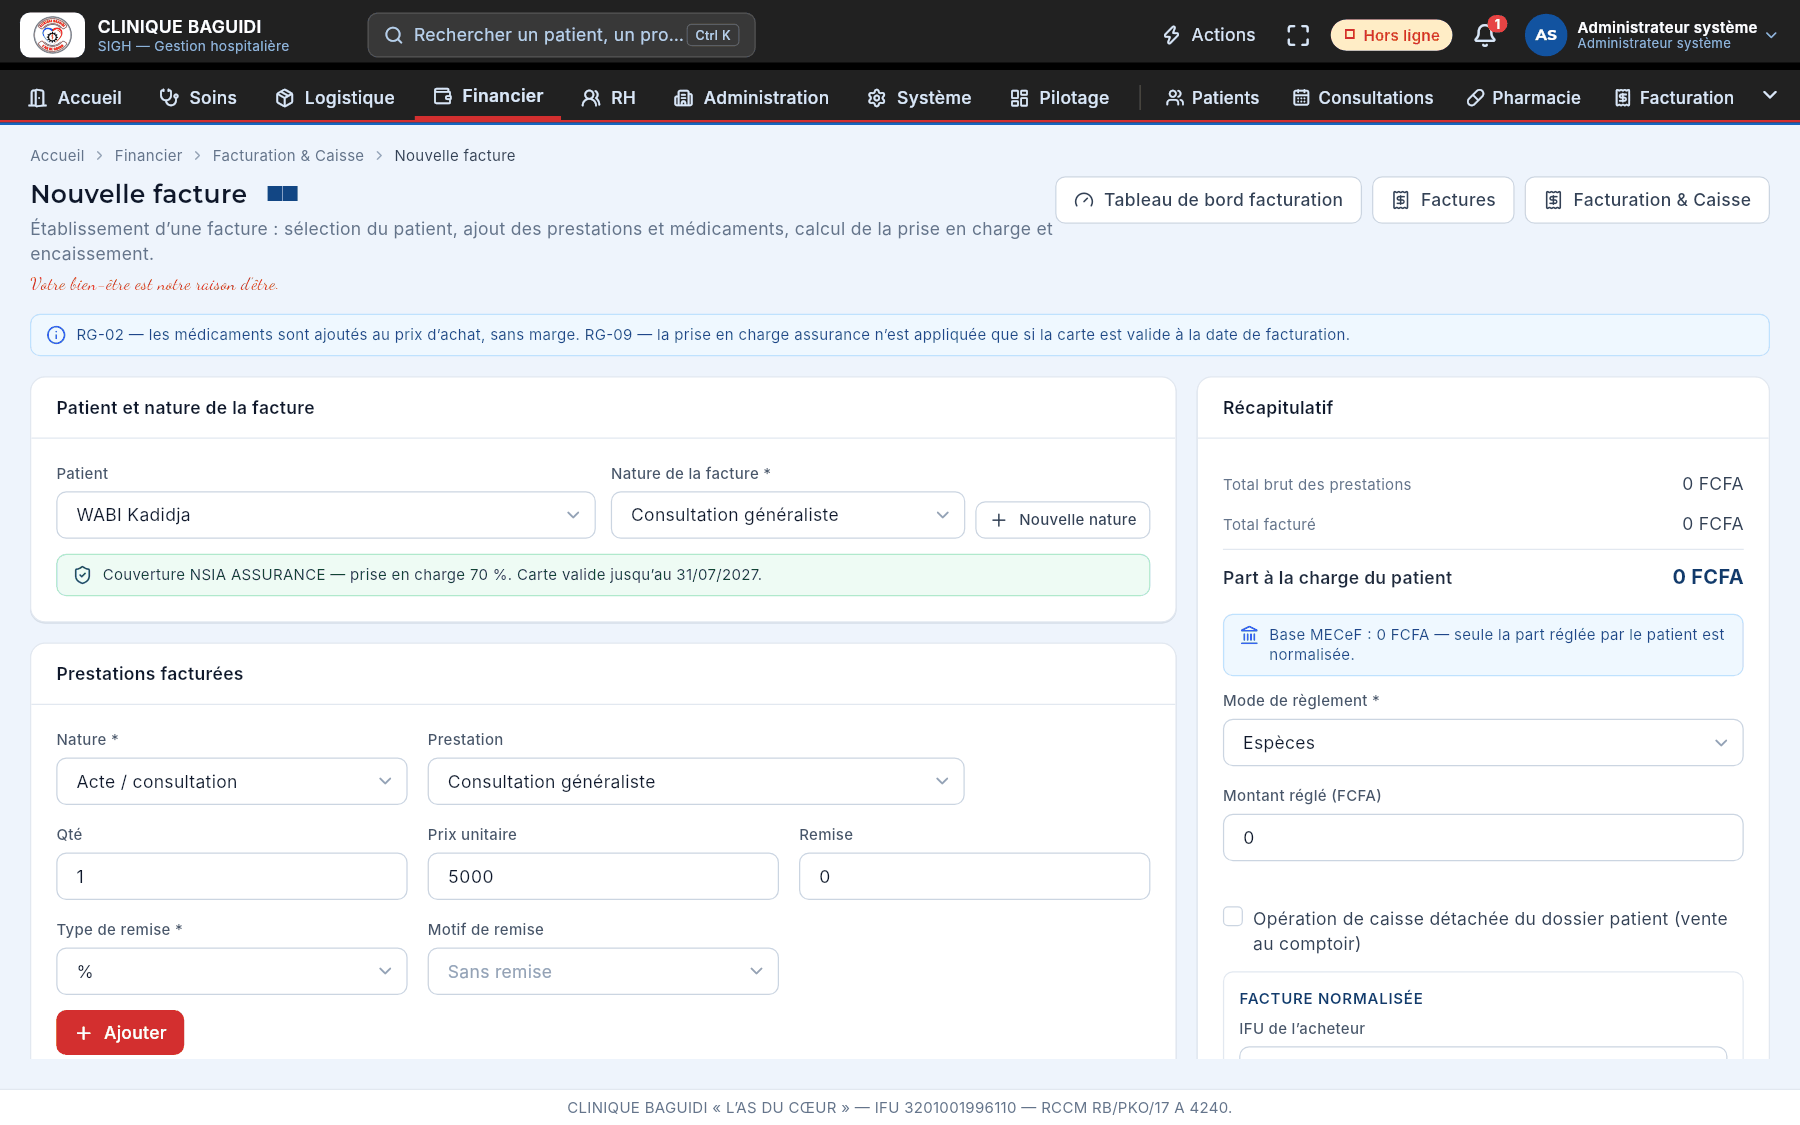 CLINIQUE BAGUIDI
SIGH — Gestion hospitalière
Rechercher un patient, un pro...
Ctrl K
Actions
Hors ligne
1
AS
Administrateur système
Administrateur système
Accueil
Soins
Logistique
Financier
RH
Administration
Système
Pilotage
Patients
Consultations
Pharmacie
Facturation
Accueil > Financier > Facturation & Caisse > Nouvelle facture
Nouvelle facture
Tableau de bord facturation
Factures
Facturation & Caisse
Établissement d’une facture : sélection du patient, ajout des prestations et médicaments, calcul de la prise en charge et
encaissement.
Votre bien-être est notre raison d'être.
RG-02 — les médicaments sont ajoutés au prix d’achat, sans marge. RG-09 — la prise en charge assurance n’est appliquée que si la carte est valide à la date de facturation.
Patient et nature de la facture
Patient
Nature de la facture *
WABI Kadidja
Consultation généraliste
Nouvelle nature
Couverture NSIA ASSURANCE — prise en charge 70 %. Carte valide jusqu’au 31/07/2027.
Prestations facturées
Nature *
Prestation
Acte / consultation
Consultation généraliste
Qté
Prix unitaire
Remise
1
5000
0
Type de remise *
Motif de remise
%
Sans remise
Ajouter
Récapitulatif
Total brut des prestations
0 FCFA
Total facturé
0 FCFA
Part à la charge du patient
0 FCFA
Base MECeF : 0 FCFA — seule la part réglée par le patient est
normalisée.
Mode de règlement *
Espèces
Montant réglé (FCFA)
0
Opération de caisse détachée du dossier patient (vente
au comptoir)
FACTURE NORMALISÉE
IFU de l’acheteur
CLINIQUE BAGUIDI « L’AS DU CŒUR » — IFU 3201001996110 — RCCM RB/PKO/17 A 4240.